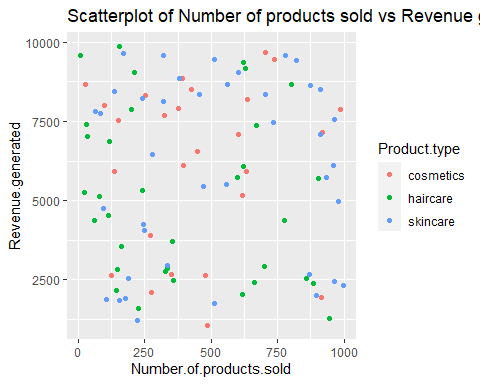 Scatterplot of Number of products sold vs Revenue g
10000
7500
5000
2500
Revenue.generated
0
250
500
750
1000
Number.of.products.sold
Product.type
cosmetics
haircare
skincare